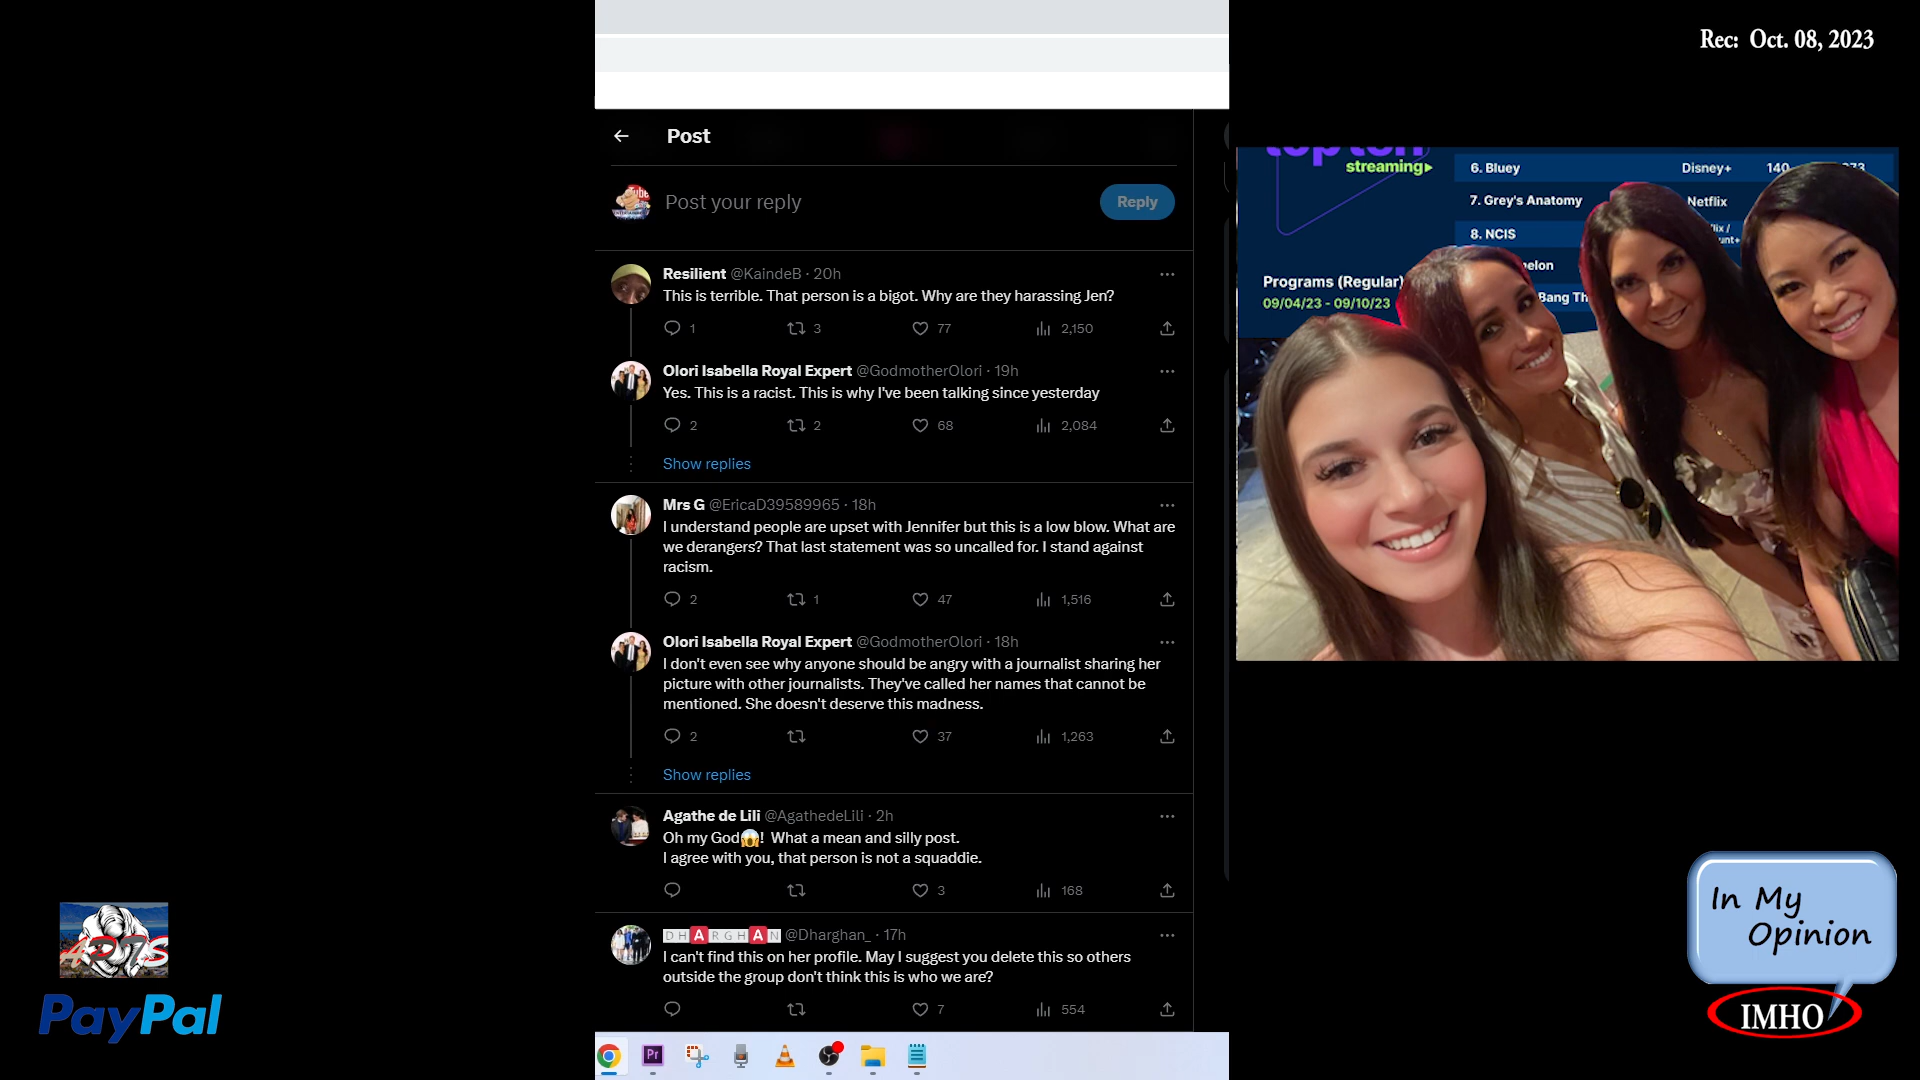 Rec: Oct. 08, 2023
Post
Post your reply
Reply
Resilient @KaindeB · 20h
This is terrible. That person is a bigot. Why are they harassing Jen?
1 3 77 2,150
Olori Isabella Royal Expert @GodmotherOlori · 19h
Yes. This is a racist. This is why I've been talking since yesterday
2 2 68 2,084
Show replies
Mrs G @EricaD39589965 · 18h
I understand people are upset with Jennifer but this is a low blow. What are
we derangers? That last statement was so uncalled for. I stand against
racism.
2 1 47 1,516
Olori Isabella Royal Expert @GodmotherOlori · 18h
I don't even see why anyone should be angry with a journalist sharing her
picture with other journalists. They've called her names that cannot be
mentioned. She doesn't deserve this madness.
2 37 1,263
Show replies
Agathe de Lili @AgathedeLili · 2h
Oh my God😱! What a mean and silly post.
I agree with you, that person is not a squaddie.
3 168
DHARGHAN @Dharghan_ · 17h
I can't find this on her profile. May I suggest you delete this so others
outside the group don't think this is who we are?
7 554
Pr
top ten
streaming
6. Bluey Disney+ 140
7. Grey's Anatomy Netflix
8. NCIS
Programs (Regular)
09/04/23 - 09/10/23
Bang Th
PayPal
In My
Opinion
IMHO